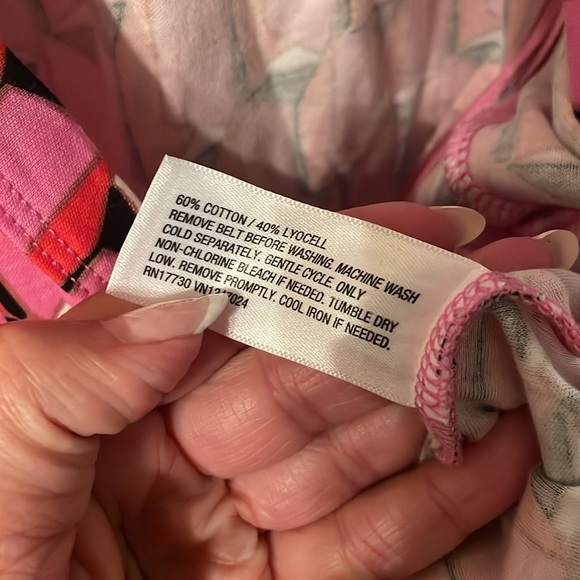 60% COTTON / 40% LYOCELL
REMOVE BELT BEFORE WASHING. MACHINE WASH
COLD SEPARATELY. GENTLE CYCLE. ONLY
NON-CHLORINE BLEACH IF NEEDED. TUMBLE DRY
LOW. REMOVE PROMPTLY. COOL IRON IF NEEDED.
RN17730